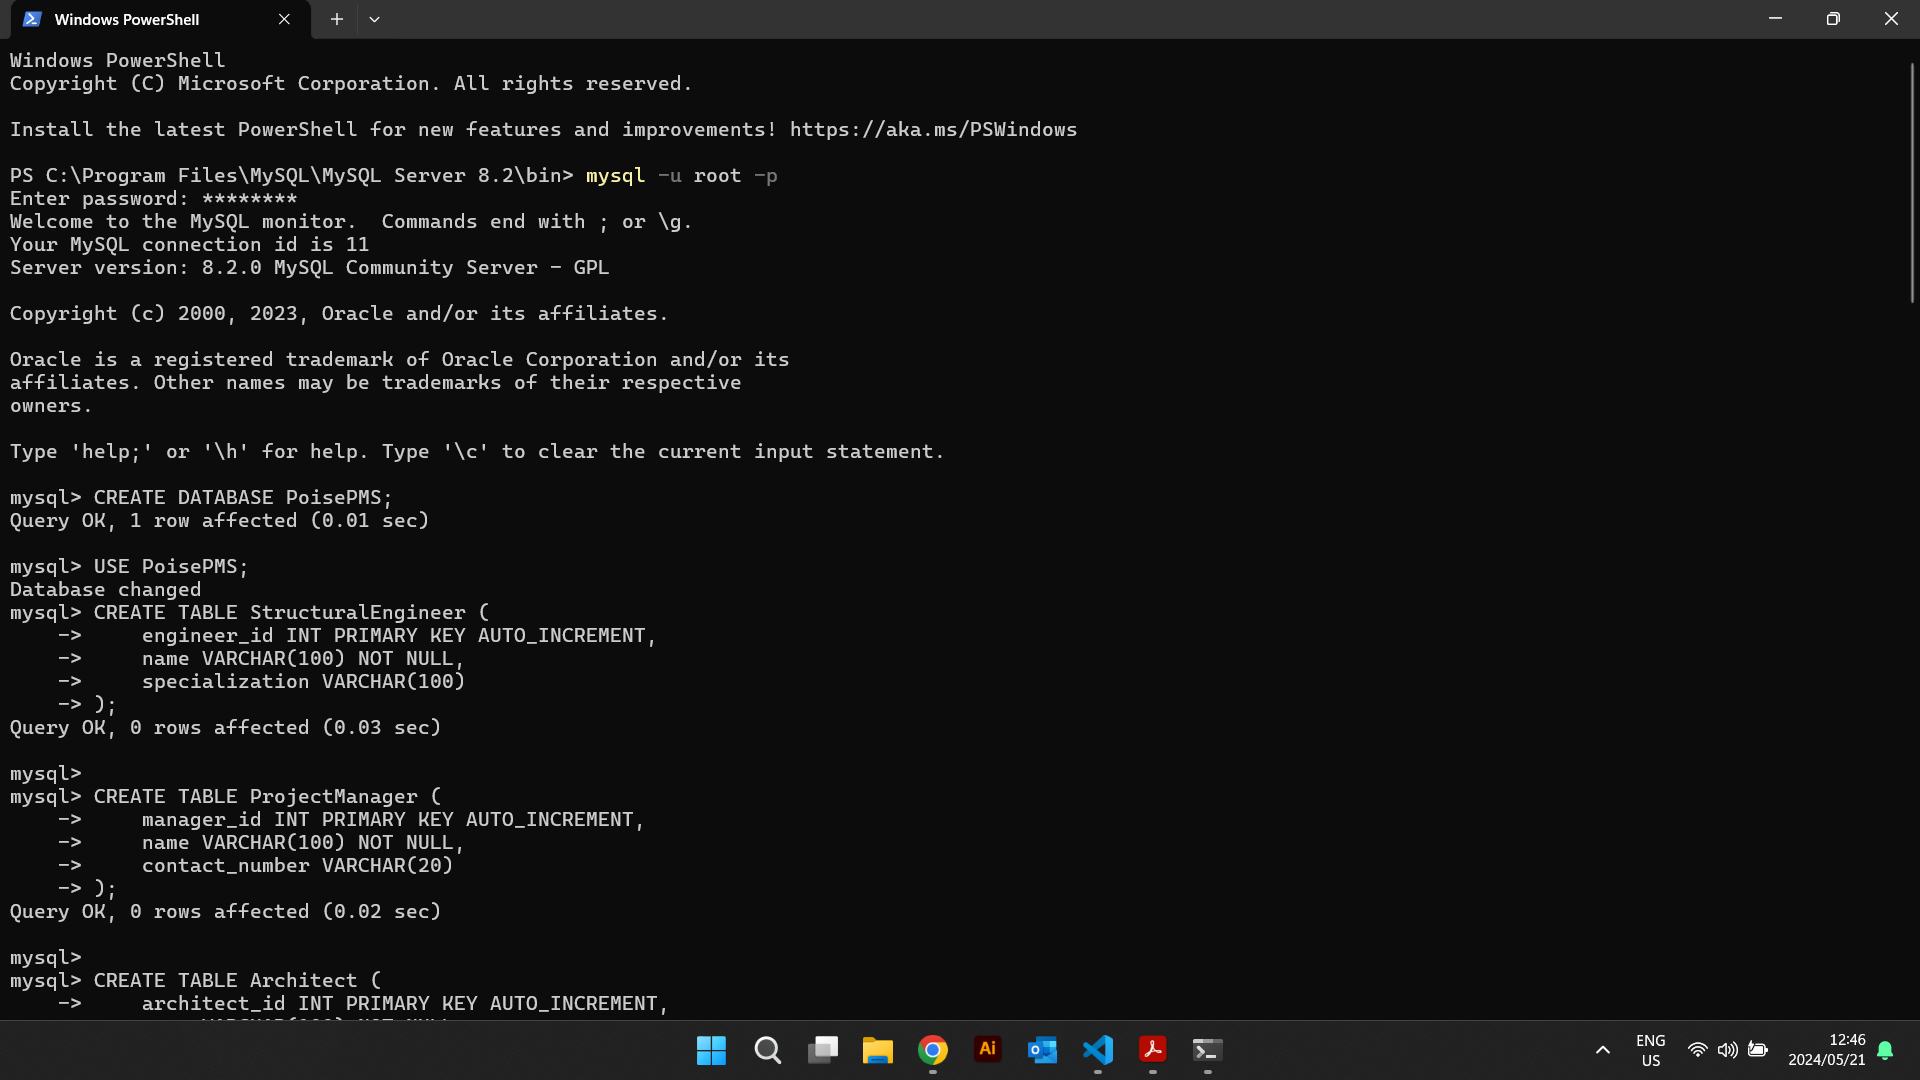 Windows PowerShell
Windows PowerShell
Copyright (C) Microsoft Corporation. All rights reserved.
Install the latest PowerShell for new features and improvements! https://aka.ms/PSWindows
PS C:\Program Files\MySQL\MySQL Server 8.2\bin> mysql -u root -p
Enter password: ********
Welcome to the MySQL monitor.  Commands end with ; or \g.
Your MySQL connection id is 11
Server version: 8.2.0 MySQL Community Server - GPL
Copyright (c) 2000, 2023, Oracle and/or its affiliates.
Oracle is a registered trademark of Oracle Corporation and/or its
affiliates. Other names may be trademarks of their respective
owners.
Type 'help;' or '\h' for help. Type '\c' to clear the current input statement.
mysql> CREATE DATABASE PoisePMS;
Query OK, 1 row affected (0.01 sec)
mysql> USE PoisePMS;
Database changed
mysql> CREATE TABLE StructuralEngineer (
    ->     engineer_id INT PRIMARY KEY AUTO_INCREMENT,
    ->     name VARCHAR(100) NOT NULL,
    ->     specialization VARCHAR(100)
    -> );
Query OK, 0 rows affected (0.03 sec)
mysql>
mysql> CREATE TABLE ProjectManager (
    ->     manager_id INT PRIMARY KEY AUTO_INCREMENT,
    ->     name VARCHAR(100) NOT NULL,
    ->     contact_number VARCHAR(20)
    -> );
Query OK, 0 rows affected (0.02 sec)
mysql>
mysql> CREATE TABLE Architect (
    ->     architect_id INT PRIMARY KEY AUTO_INCREMENT,
Ai
ENG
US
12:46
2024/05/21